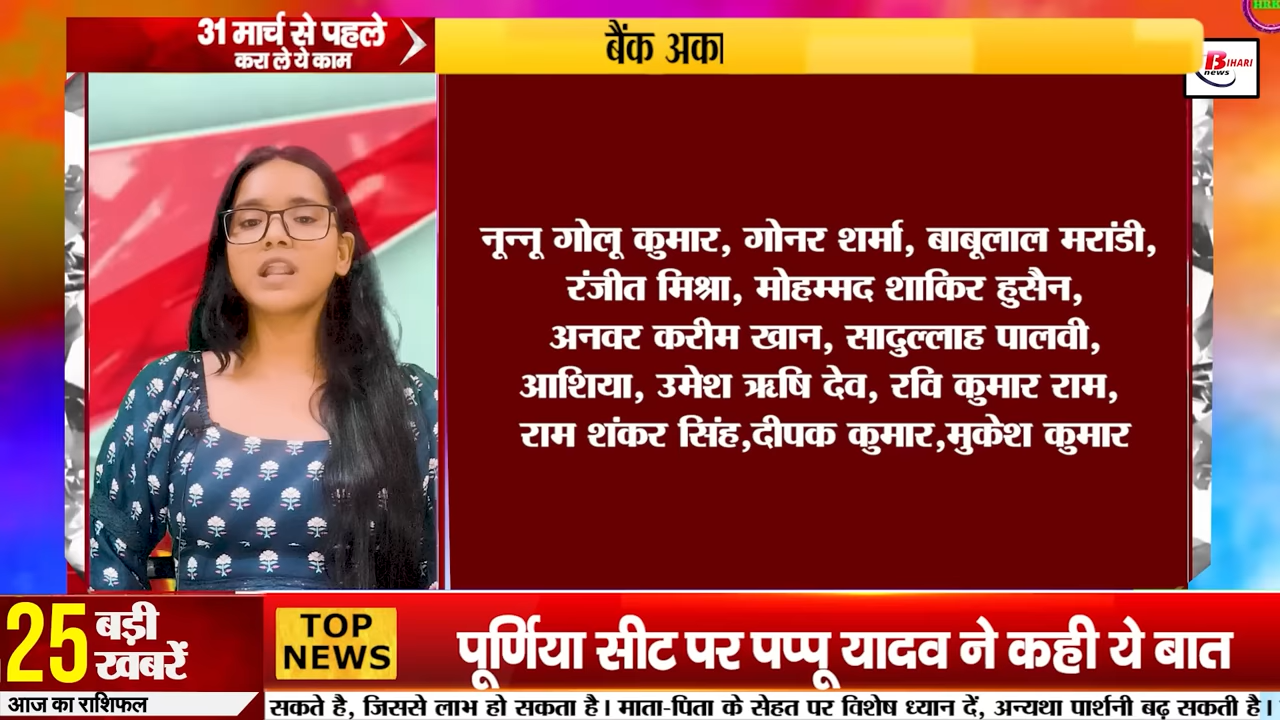 HRK
31 मार्च से पहले
करा ले ये काम
बैंक अका
BIHARI
news
नून्नू गोलू कुमार, गोनर शर्मा, बाबूलाल मरांडी,
रंजीत मिश्रा, मोहम्मद शाकिर हुसैन,
अनवर करीम खान, सादुल्लाह पालवी,
आशिया, उमेश ऋषि देव, रवि कुमार राम,
राम शंकर सिंह,दीपक कुमार,मुकेश कुमार
25 बड़ी
खबरें
TOP
NEWS
पूर्णिया सीट पर पप्पू यादव ने कही ये बात
आज का राशिफल
सकते है, जिससे लाभ हो सकता है। माता-पिता के सेहत पर विशेष ध्यान दें, अन्यथा पार्शनी बढ़ सकती है।